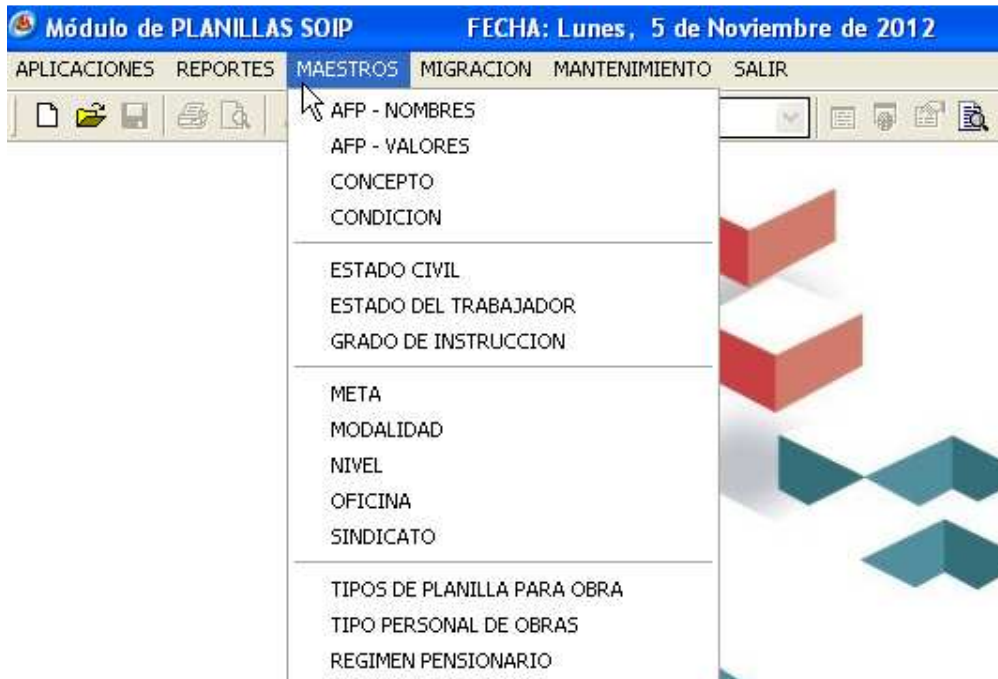 Módulo de PLANILLAS SOIP FECHA: Lunes, 5 de Noviembre de 2012
APLICACIONES REPORTES MAESTROS MIGRACION MANTENIMIENTO SALIR
AFP - NOMBRES
AFP - VALORES
CONCEPTO
CONDICION
ESTADO CIVIL
ESTADO DEL TRABAJADOR
GRADO DE INSTRUCCION
META
MODALIDAD
NIVEL
OFICINA
SINDICATO
TIPOS DE PLANILLA PARA OBRA
TIPO PERSONAL DE OBRAS
REGIMEN PENSIONARIO